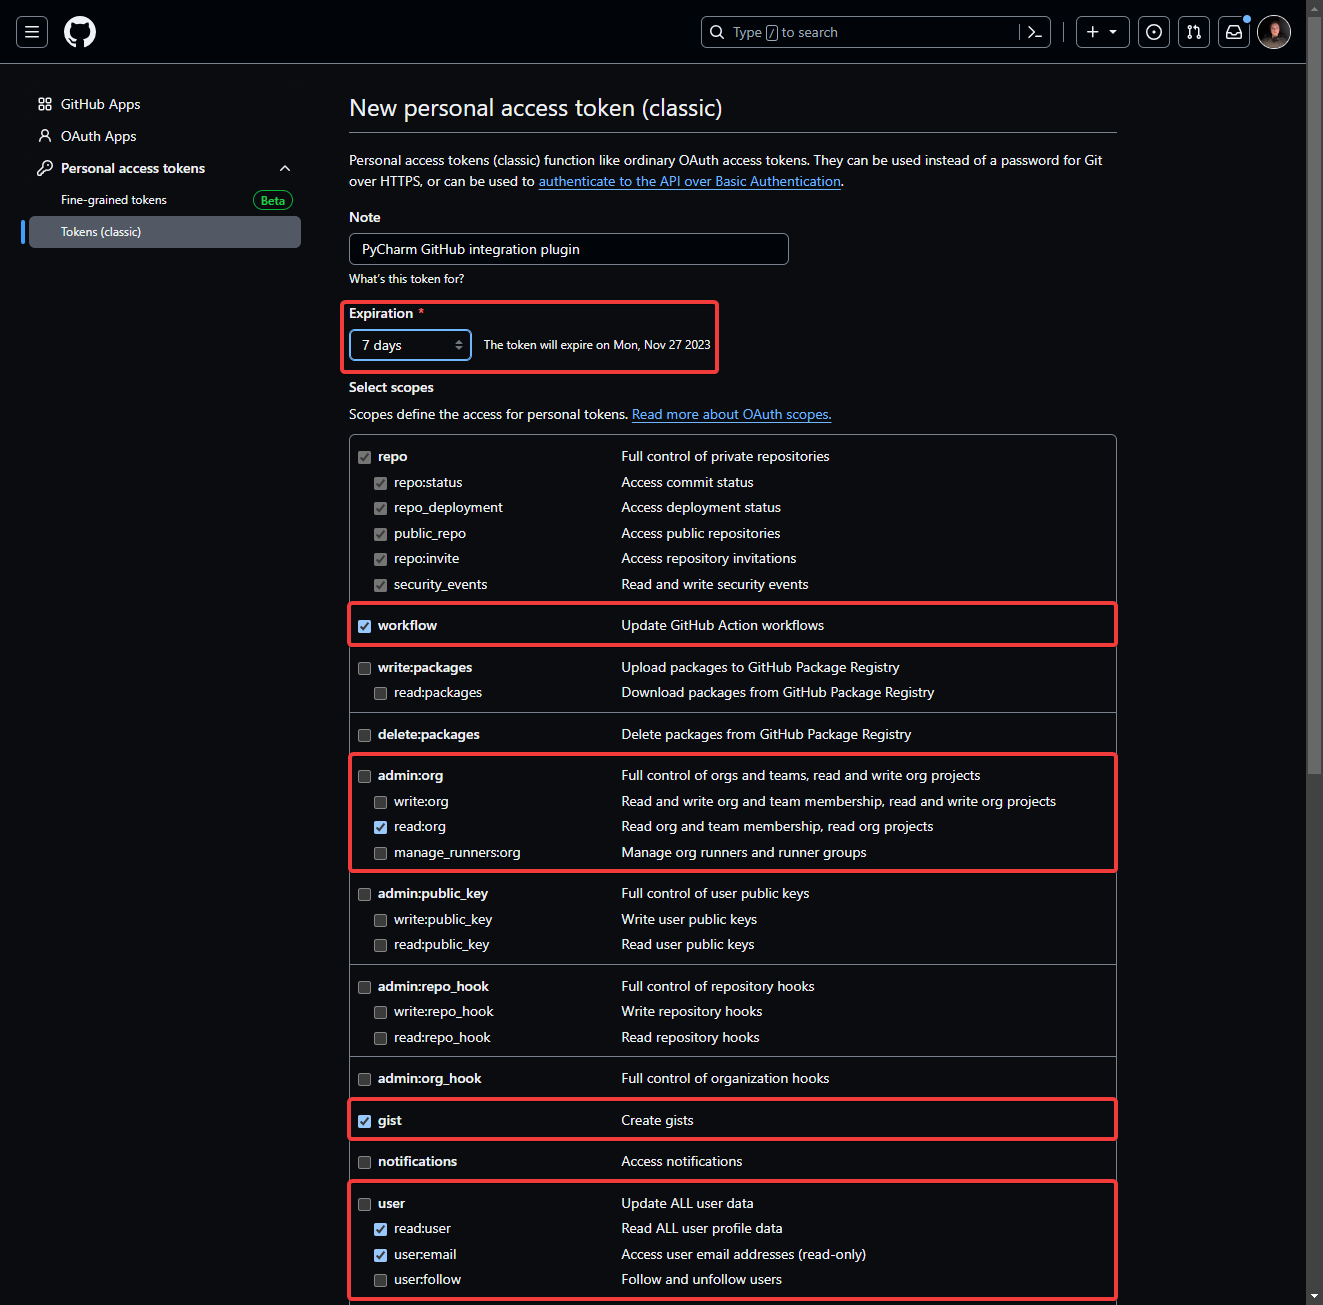 Type / to search
GitHub Apps
OAuth Apps
Personal access tokens
Fine-grained tokens Beta
Tokens (classic)
New personal access token (classic)
Personal access tokens (classic) function like ordinary OAuth access tokens. They can be used instead of a password for Git
over HTTPS, or can be used to authenticate to the API over Basic Authentication.
Note
PyCharm GitHub integration plugin
What's this token for?
Expiration *
7 days The token will expire on Mon, Nov 27 2023
Select scopes
Scopes define the access for personal tokens. Read more about OAuth scopes.
repo Full control of private repositories
repo:status Access commit status
repo_deployment Access deployment status
public_repo Access public repositories
repo:invite Access repository invitations
security_events Read and write security events
workflow Update GitHub Action workflows
write:packages Upload packages to GitHub Package Registry
read:packages Download packages from GitHub Package Registry
delete:packages Delete packages from GitHub Package Registry
admin:org Full control of orgs and teams, read and write org projects
write:org Read and write org and team membership, read and write org projects
read:org Read org and team membership, read org projects
manage_runners:org Manage org runners and runner groups
admin:public_key Full control of user public keys
write:public_key Write user public keys
read:public_key Read user public keys
admin:repo_hook Full control of repository hooks
write:repo_hook Write repository hooks
read:repo_hook Read repository hooks
admin:org_hook Full control of organization hooks
gist Create gists
notifications Access notifications
user Update ALL user data
read:user Read ALL user profile data
user:email Access user email addresses (read-only)
user:follow Follow and unfollow users